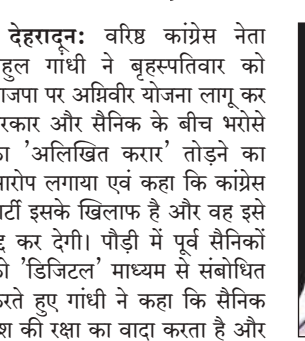 देहरादून: वरिष्ठ कांग्रेस नेता
हुल गांधी ने बृहस्पतिवार को
ाजपा पर अग्निवीर योजना लागू कर
रकार और सैनिक के बीच भरोसे
ा 'अलिखित करार' तोड़ने का
ारोप लगाया एवं कहा कि कांग्रेस
ार्टी इसके खिलाफ है और वह इसे
द्द कर देगी। पौड़ी में पूर्व सैनिकों
ो 'डिजिटल' माध्यम से संबोधित
रते हुए गांधी ने कहा कि सैनिक
श की रक्षा का वादा करता है और